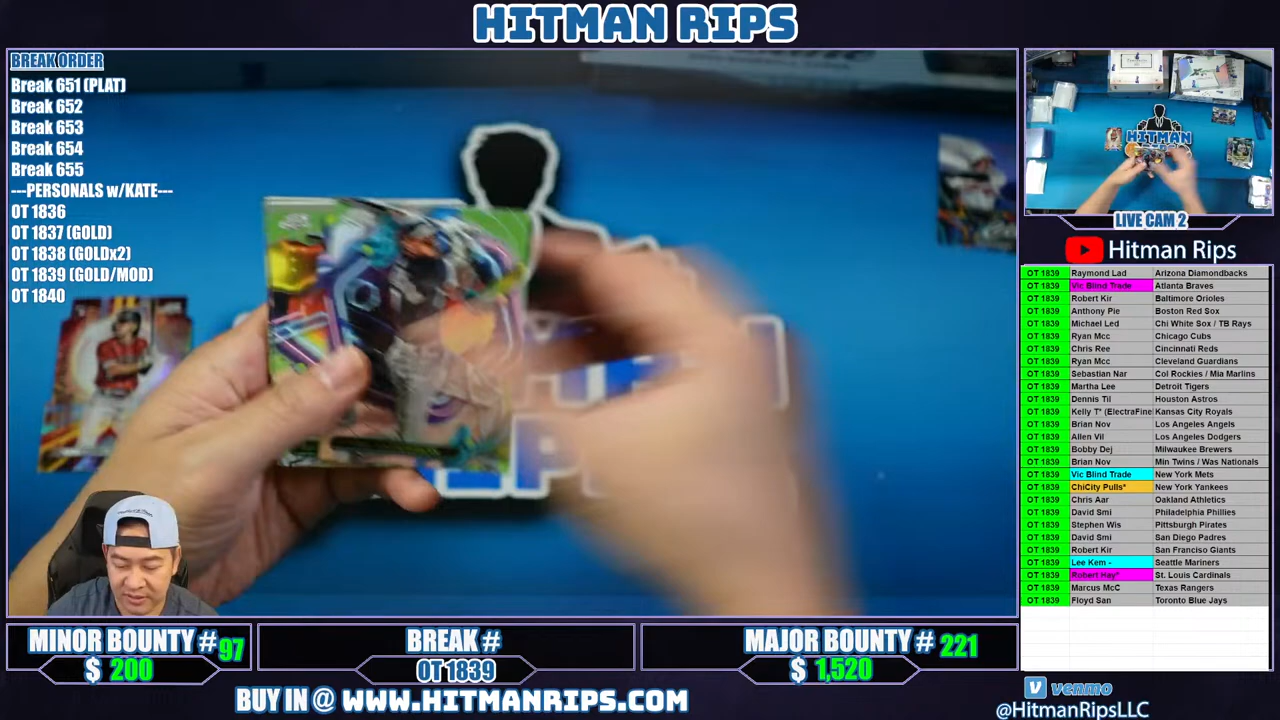 HITMAN RIPS
BREAK ORDER
Break 651 (PLAT)
Break 652
Break 653
Break 654
Break 655
---PERSONALS w/KATE---
OT 1836
OT 1837 (GOLD)
OT 1838 (GOLDx2)
OT 1839 (GOLD/MOD)
OT 1840
HITMAN
LIVE CAM 2
Hitman Rips
OT 1839 Raymond Lad Arizona Diamondbacks
OT 1839 Vic Blind Trade Atlanta Braves
OT 1839 Robert Kir Baltimore Orioles
OT 1839 Anthony Pie Boston Red Sox
OT 1839 Michael Led Chi White Sox / TB Rays
OT 1839 Ryan Mcc Chicago Cubs
OT 1839 Chris Ree Cincinnati Reds
OT 1839 Ryan Mcc Cleveland Guardians
OT 1839 Sebastian Nar Col Rockies / Mia Marlins
OT 1839 Martha Lee Detroit Tigers
OT 1839 Dennis Til Houston Astros
OT 1839 Kelly T* (ElectraFine Kansas City Royals
OT 1839 Brian Nov Los Angeles Angels
OT 1839 Allen Vil Los Angeles Dodgers
OT 1839 Bobby Dej Milwaukee Brewers
OT 1839 Brian Nov Min Twins / Was Nationals
OT 1839 Vic Blind Trade New York Mets
OT 1839 ChiCity Pulls* New York Yankees
OT 1839 Chris Aar Oakland Athletics
OT 1839 David Smi Philadelphia Phillies
OT 1839 Stephen Wis Pittsburgh Pirates
OT 1839 David Smi San Diego Padres
OT 1839 Robert Kir San Franciso Giants
OT 1839 Lee Kem - Seattle Mariners
OT 1839 Robert Hay* St. Louis Cardinals
OT 1839 Marcus McC Texas Rangers
OT 1839 Floyd San Toronto Blue Jays
MINOR BOUNTY # 97
$ 200
BREAK #
OT 1839
MAJOR BOUNTY # 221
$ 1,520
BUY IN @ WWW.HITMANRIPS.COM
venmo
@HitmanRipsLLC